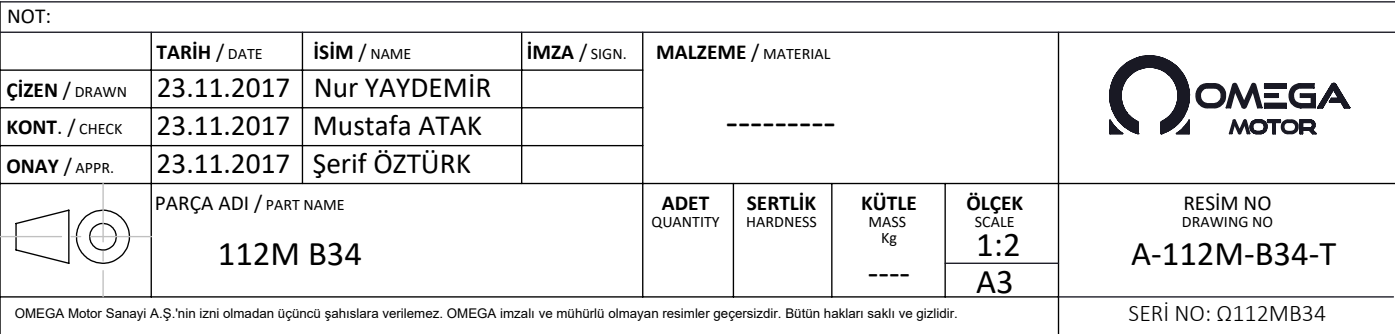 NOT:
TARİH / DATE İSİM / NAME İMZA / SIGN. MALZEME / MATERIAL
ÇİZEN / DRAWN 23.11.2017 Nur YAYDEMİR
KONT. / CHECK 23.11.2017 Mustafa ATAK
ONAY / APPR. 23.11.2017 Şerif ÖZTÜRK
---------
OMEGA
MOTOR
PARÇA ADI / PART NAME
112M B34
ADET
QUANTITY
SERTLİK
HARDNESS
KÜTLE
MASS
Kg
----
ÖLÇEK
SCALE
1:2
A3
RESİM NO
DRAWING NO
A-112M-B34-T
OMEGA Motor Sanayi A.Ş.'nin izni olmadan üçüncü şahıslara verilemez. OMEGA imzalı ve mühürlü olmayan resimler geçersizdir. Bütün hakları saklı ve gizlidir.
SERİ NO: Ω112MB34